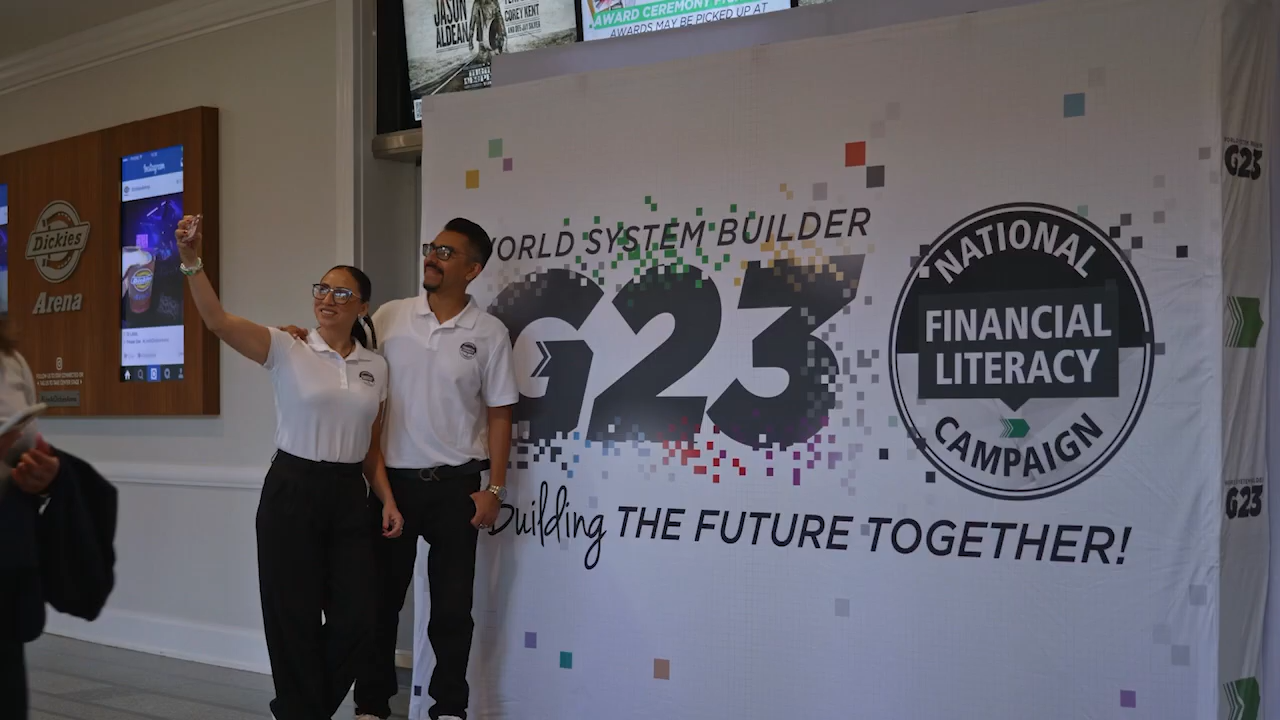 JASON
ALDEAN
COREY KENT
AWARD CEREMONY
AWARDS MAY BE PICKED UP AT
Instagram
Dickies
Arena
WORLD SYSTEM BUILDER
G23
Building THE FUTURE TOGETHER!
NATIONAL
FINANCIAL
LITERACY
CAMPAIGN
G23
G23